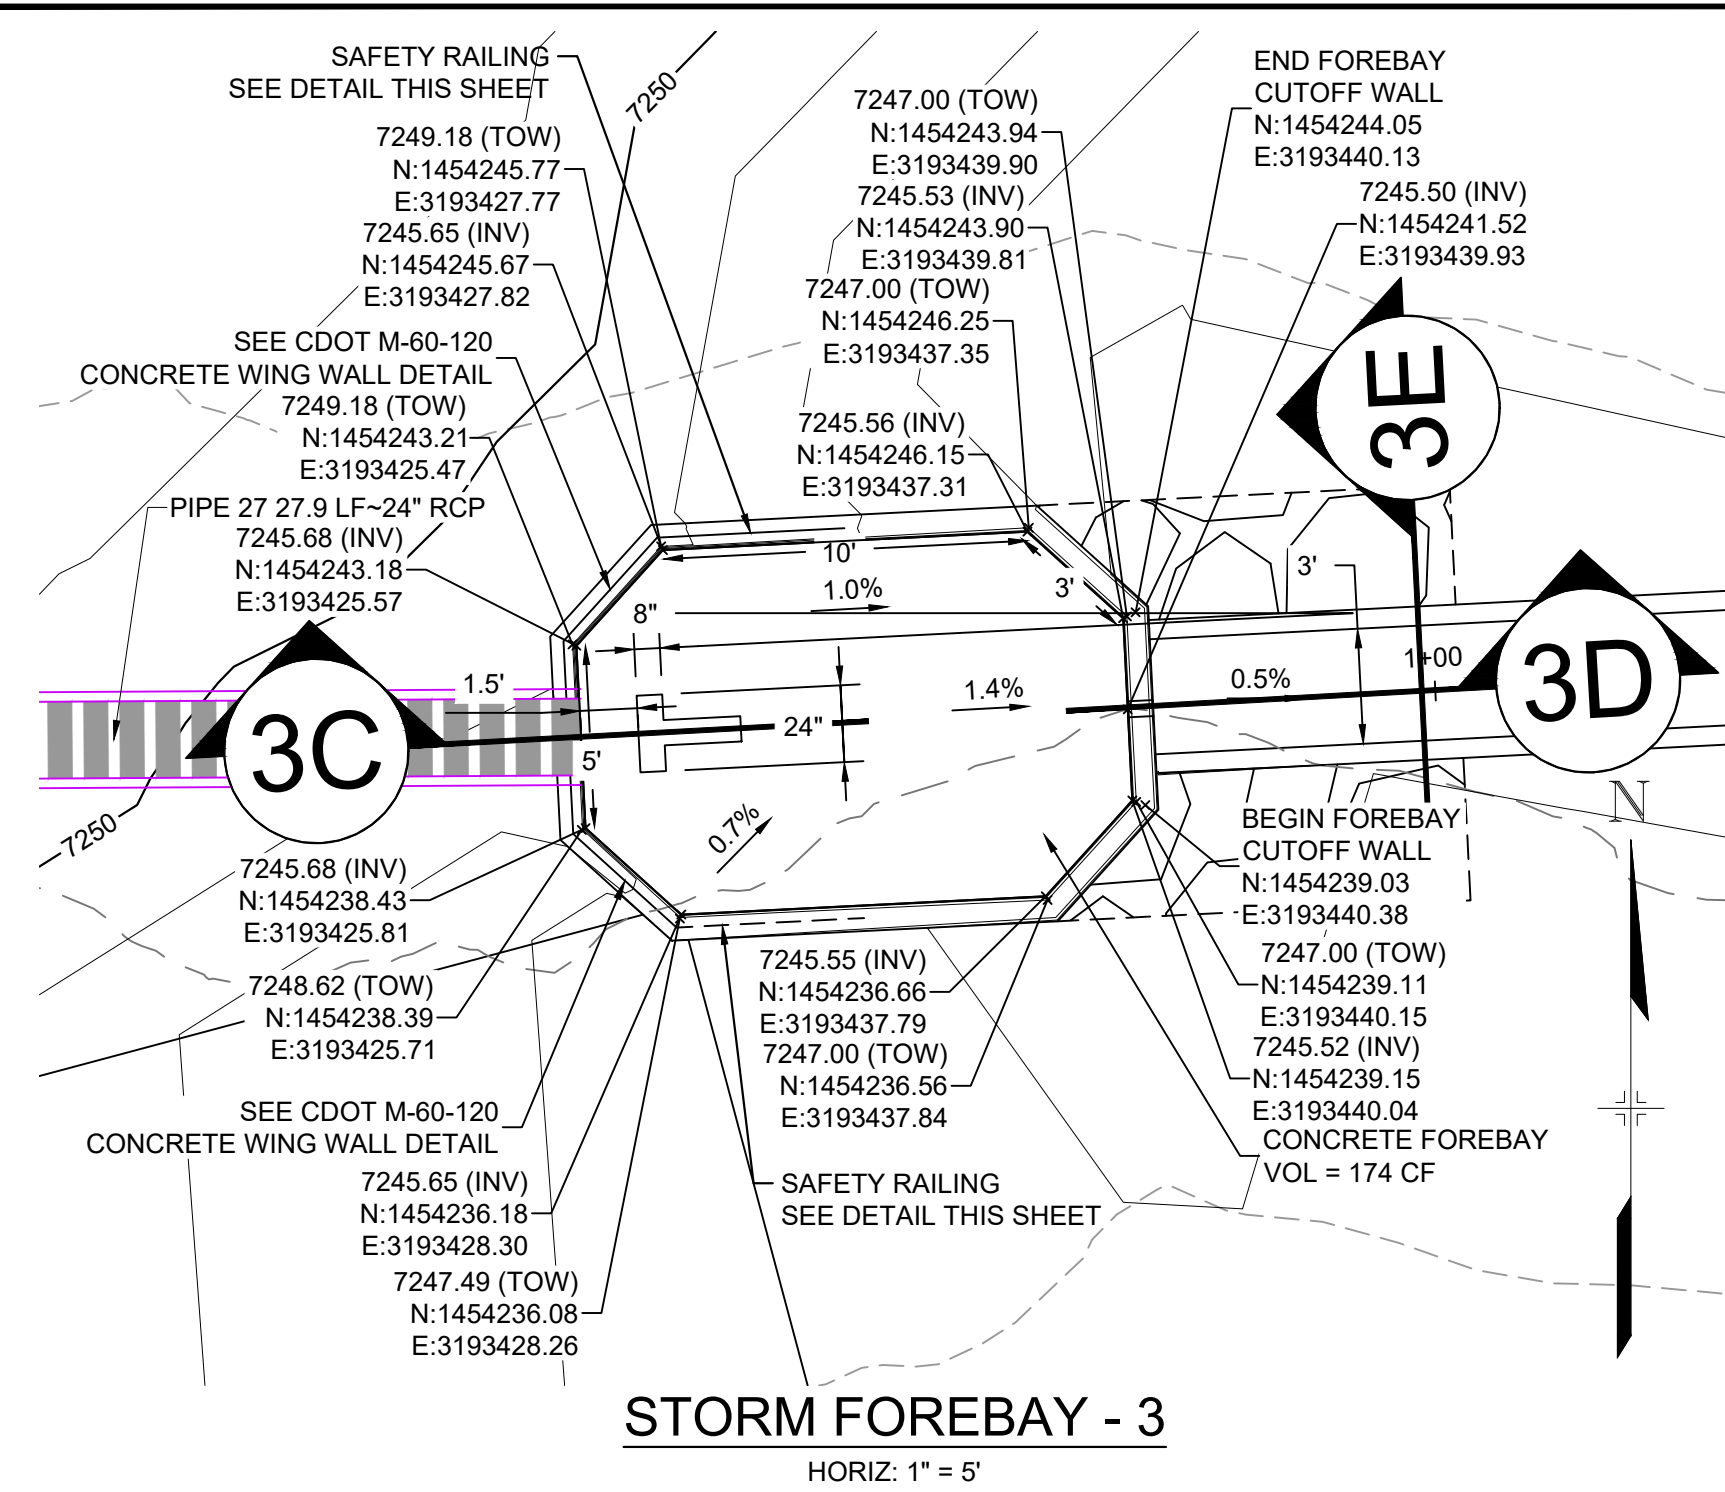 SAFETY RAILING
SEE DETAIL THIS SHEET
7250
7249.18 (TOW)
N:1454245.77
E:3193427.77
7245.65 (INV)
N:1454245.67
E:3193427.82
SEE CDOT M-60-120
CONCRETE WING WALL DETAIL
7249.18 (TOW)
N:1454243.21
E:3193425.47
PIPE 27 27.9 LF~24" RCP
7245.68 (INV)
N:1454243.18
E:3193425.57
7247.00 (TOW)
N:1454243.94
E:3193439.90
7245.53 (INV)
N:1454243.90
E:3193439.81
7247.00 (TOW)
N:1454246.25
E:3193437.35
7245.56 (INV)
N:1454246.15
E:3193437.31
END FOREBAY
CUTOFF WALL
N:1454244.05
E:3193440.13
7245.50 (INV)
N:1454241.52
E:3193439.93
3E
10'
1.0%
3'
3'
8"
1.5'
1.4%
0.5%
1+00
3D
3C
24"
5'
0.7%
7250
N
7245.68 (INV)
N:1454238.43
E:3193425.81
7248.62 (TOW)
N:1454238.39
E:3193425.71
SEE CDOT M-60-120
CONCRETE WING WALL DETAIL
7245.65 (INV)
N:1454236.18
E:3193428.30
7247.49 (TOW)
N:1454236.08
E:3193428.26
7245.55 (INV)
N:1454236.66
E:3193437.79
7247.00 (TOW)
N:1454236.56
E:3193437.84
SAFETY RAILING
SEE DETAIL THIS SHEET
BEGIN FOREBAY
CUTOFF WALL
N:1454239.03
E:3193440.38
7247.00 (TOW)
N:1454239.11
E:3193440.15
7245.52 (INV)
N:1454239.15
E:3193440.04
CONCRETE FOREBAY
VOL = 174 CF
STORM FOREBAY - 3
HORIZ: 1" = 5'